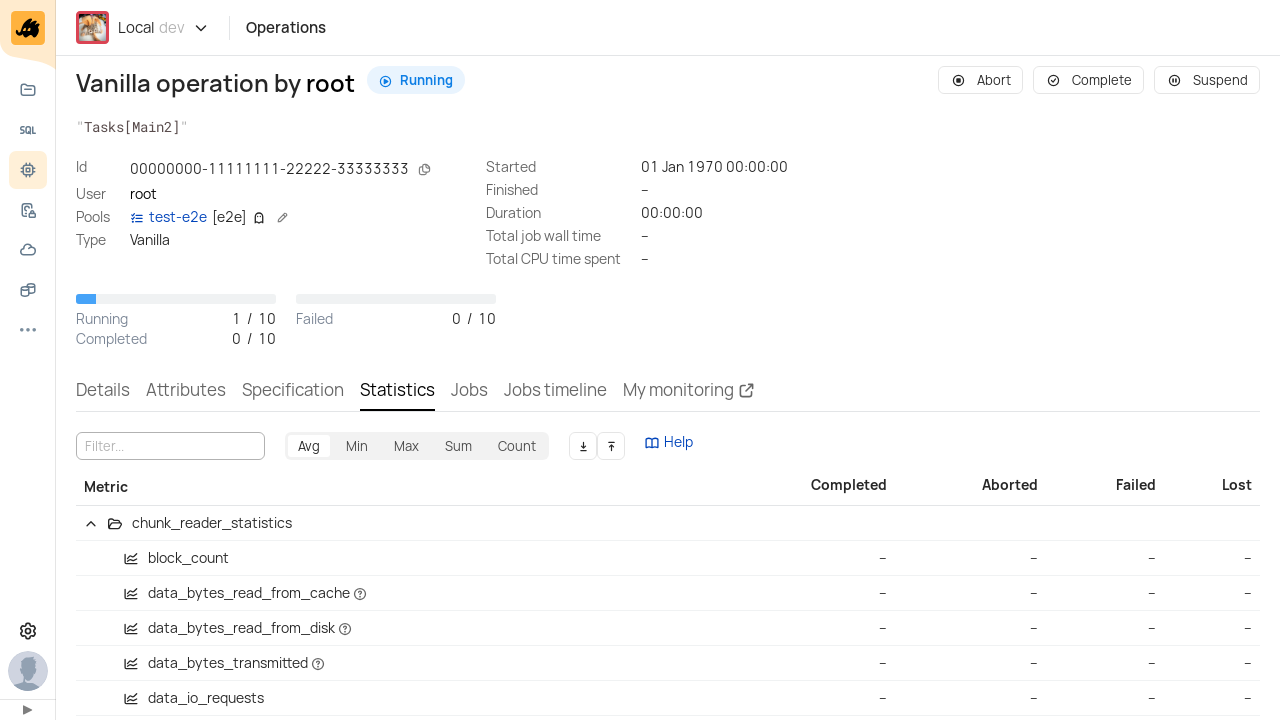 Local dev
Operations
Vanilla operation by root
Running
Abort
Complete
Suspend
"Tasks[Main2]"
Id 00000000-11111111-22222-33333333
User root
Pools test-e2e [e2e]
Type Vanilla
Started 01 Jan 1970 00:00:00
Finished –
Duration 00:00:00
Total job wall time –
Total CPU time spent –
Running 1 / 10
Completed 0 / 10
Failed 0 / 10
Details Attributes Specification Statistics Jobs Jobs timeline My monitoring
Filter... Avg Min Max Sum Count Help
Metric Completed Aborted Failed Lost
chunk_reader_statistics
block_count – – – –
data_bytes_read_from_cache – – – –
data_bytes_read_from_disk – – – –
data_bytes_transmitted – – – –
data_io_requests – – – –
SQL